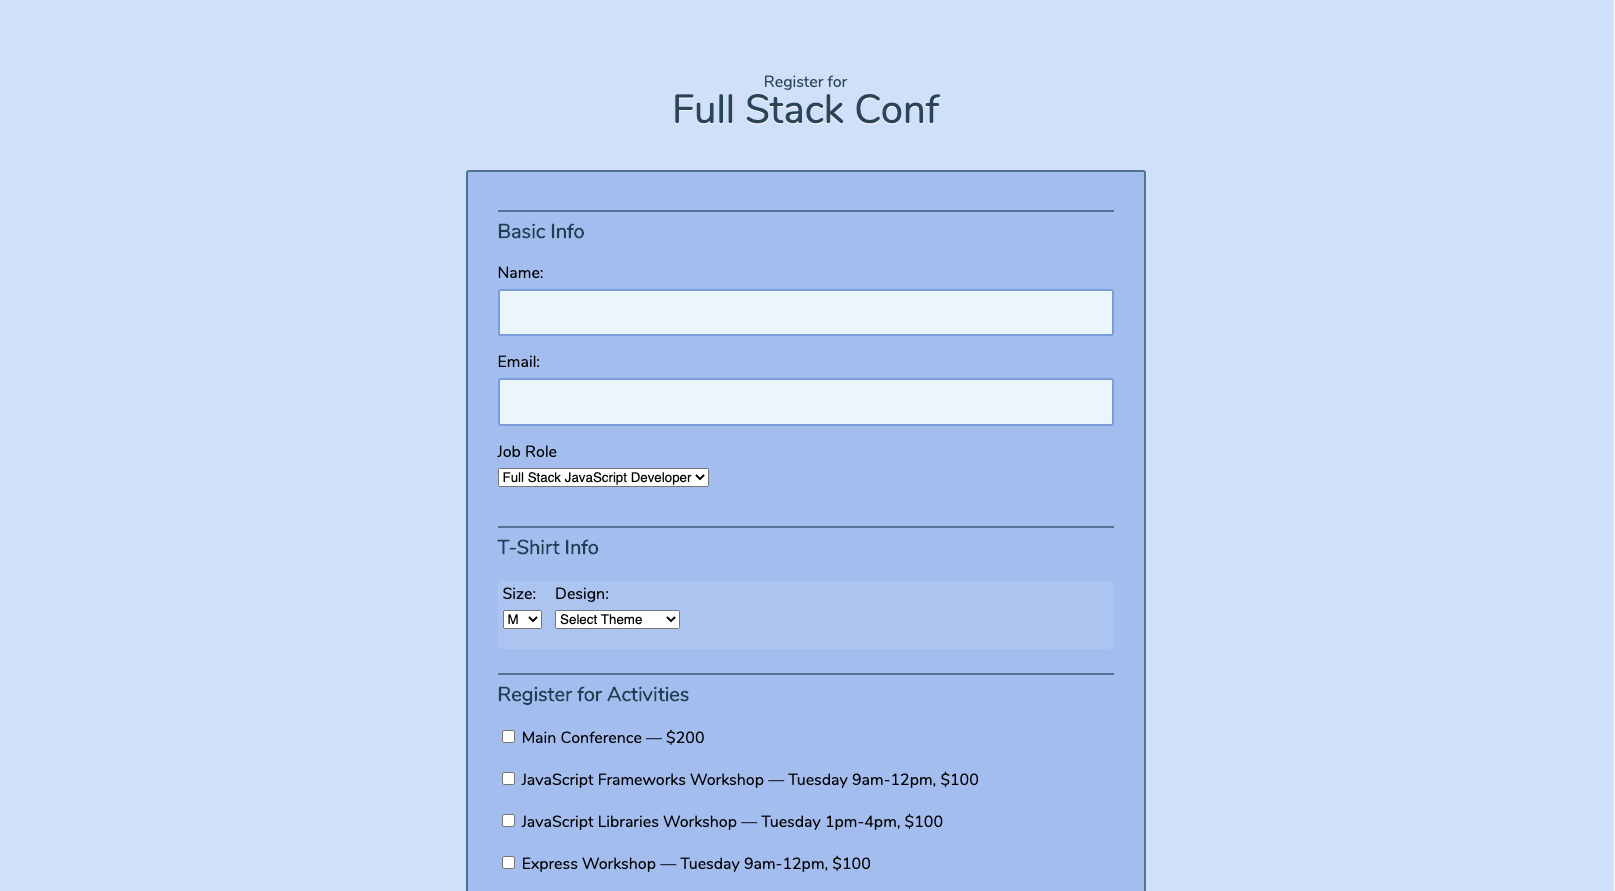 Register for
Full Stack Conf
Basic Info
Name:
Email:
Job Role
Full Stack JavaScript Developer
T-Shirt Info
Size: Design:
M Select Theme
Register for Activities
Main Conference — $200
JavaScript Frameworks Workshop — Tuesday 9am-12pm, $100
JavaScript Libraries Workshop — Tuesday 1pm-4pm, $100
Express Workshop — Tuesday 9am-12pm, $100